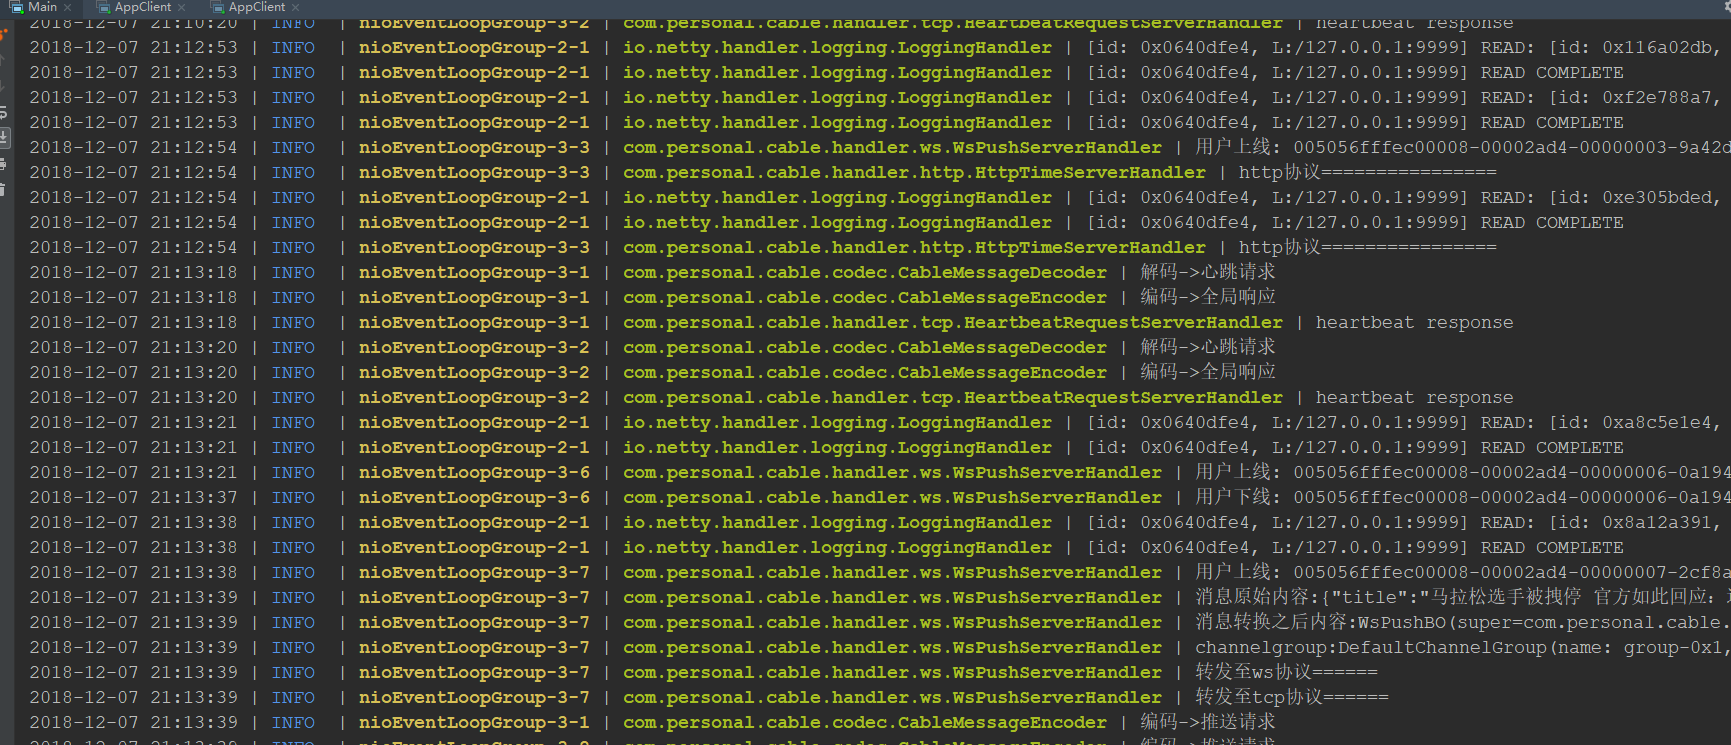 Main AppClient AppClient
2018-12-07 21:10:20 | INFO | nioEventLoopGroup-3-2 | com.personal.cable.handler.tcp.HeartbeatRequestServerHandler | heartbeat response
2018-12-07 21:12:53 | INFO | nioEventLoopGroup-2-1 | io.netty.handler.logging.LoggingHandler | [id: 0x0640dfe4, L:/127.0.0.1:9999] READ: [id: 0x116a02db,
2018-12-07 21:12:53 | INFO | nioEventLoopGroup-2-1 | io.netty.handler.logging.LoggingHandler | [id: 0x0640dfe4, L:/127.0.0.1:9999] READ COMPLETE
2018-12-07 21:12:53 | INFO | nioEventLoopGroup-2-1 | io.netty.handler.logging.LoggingHandler | [id: 0x0640dfe4, L:/127.0.0.1:9999] READ: [id: 0xf2e788a7,
2018-12-07 21:12:53 | INFO | nioEventLoopGroup-2-1 | io.netty.handler.logging.LoggingHandler | [id: 0x0640dfe4, L:/127.0.0.1:9999] READ COMPLETE
2018-12-07 21:12:54 | INFO | nioEventLoopGroup-3-3 | com.personal.cable.handler.ws.WsPushServerHandler | 用户上线: 005056fffec00008-00002ad4-00000003-9a42d
2018-12-07 21:12:54 | INFO | nioEventLoopGroup-3-3 | com.personal.cable.handler.http.HttpTimeServerHandler | http协议================
2018-12-07 21:12:54 | INFO | nioEventLoopGroup-2-1 | io.netty.handler.logging.LoggingHandler | [id: 0x0640dfe4, L:/127.0.0.1:9999] READ: [id: 0xe305bded,
2018-12-07 21:12:54 | INFO | nioEventLoopGroup-2-1 | io.netty.handler.logging.LoggingHandler | [id: 0x0640dfe4, L:/127.0.0.1:9999] READ COMPLETE
2018-12-07 21:12:54 | INFO | nioEventLoopGroup-3-3 | com.personal.cable.handler.http.HttpTimeServerHandler | http协议================
2018-12-07 21:13:18 | INFO | nioEventLoopGroup-3-1 | com.personal.cable.codec.CableMessageDecoder | 解码->心跳请求
2018-12-07 21:13:18 | INFO | nioEventLoopGroup-3-1 | com.personal.cable.codec.CableMessageEncoder | 编码->全局响应
2018-12-07 21:13:18 | INFO | nioEventLoopGroup-3-1 | com.personal.cable.handler.tcp.HeartbeatRequestServerHandler | heartbeat response
2018-12-07 21:13:20 | INFO | nioEventLoopGroup-3-2 | com.personal.cable.codec.CableMessageDecoder | 解码->心跳请求
2018-12-07 21:13:20 | INFO | nioEventLoopGroup-3-2 | com.personal.cable.codec.CableMessageEncoder | 编码->全局响应
2018-12-07 21:13:20 | INFO | nioEventLoopGroup-3-2 | com.personal.cable.handler.tcp.HeartbeatRequestServerHandler | heartbeat response
2018-12-07 21:13:21 | INFO | nioEventLoopGroup-2-1 | io.netty.handler.logging.LoggingHandler | [id: 0x0640dfe4, L:/127.0.0.1:9999] READ: [id: 0xa8c5e1e4,
2018-12-07 21:13:21 | INFO | nioEventLoopGroup-2-1 | io.netty.handler.logging.LoggingHandler | [id: 0x0640dfe4, L:/127.0.0.1:9999] READ COMPLETE
2018-12-07 21:13:21 | INFO | nioEventLoopGroup-3-6 | com.personal.cable.handler.ws.WsPushServerHandler | 用户上线: 005056fffec00008-00002ad4-00000006-0a194
2018-12-07 21:13:37 | INFO | nioEventLoopGroup-3-6 | com.personal.cable.handler.ws.WsPushServerHandler | 用户下线: 005056fffec00008-00002ad4-00000006-0a194
2018-12-07 21:13:38 | INFO | nioEventLoopGroup-2-1 | io.netty.handler.logging.LoggingHandler | [id: 0x0640dfe4, L:/127.0.0.1:9999] READ: [id: 0x8a12a391,
2018-12-07 21:13:38 | INFO | nioEventLoopGroup-2-1 | io.netty.handler.logging.LoggingHandler | [id: 0x0640dfe4, L:/127.0.0.1:9999] READ COMPLETE
2018-12-07 21:13:38 | INFO | nioEventLoopGroup-3-7 | com.personal.cable.handler.ws.WsPushServerHandler | 用户上线: 005056fffec00008-00002ad4-00000007-2cf8a
2018-12-07 21:13:39 | INFO | nioEventLoopGroup-3-7 | com.personal.cable.handler.ws.WsPushServerHandler | 消息原始内容:{"title":"马拉松选手被拽停 官方如此回应:
2018-12-07 21:13:39 | INFO | nioEventLoopGroup-3-7 | com.personal.cable.handler.ws.WsPushServerHandler | 消息转换之后内容:WsPushBO(super=com.personal.cable.
2018-12-07 21:13:39 | INFO | nioEventLoopGroup-3-7 | com.personal.cable.handler.ws.WsPushServerHandler | channelgroup:DefaultChannelGroup(name: group-0x1,
2018-12-07 21:13:39 | INFO | nioEventLoopGroup-3-7 | com.personal.cable.handler.ws.WsPushServerHandler | 转发至ws协议======
2018-12-07 21:13:39 | INFO | nioEventLoopGroup-3-7 | com.personal.cable.handler.ws.WsPushServerHandler | 转发至tcp协议======
2018-12-07 21:13:39 | INFO | nioEventLoopGroup-3-1 | com.personal.cable.codec.CableMessageEncoder | 编码->推送请求